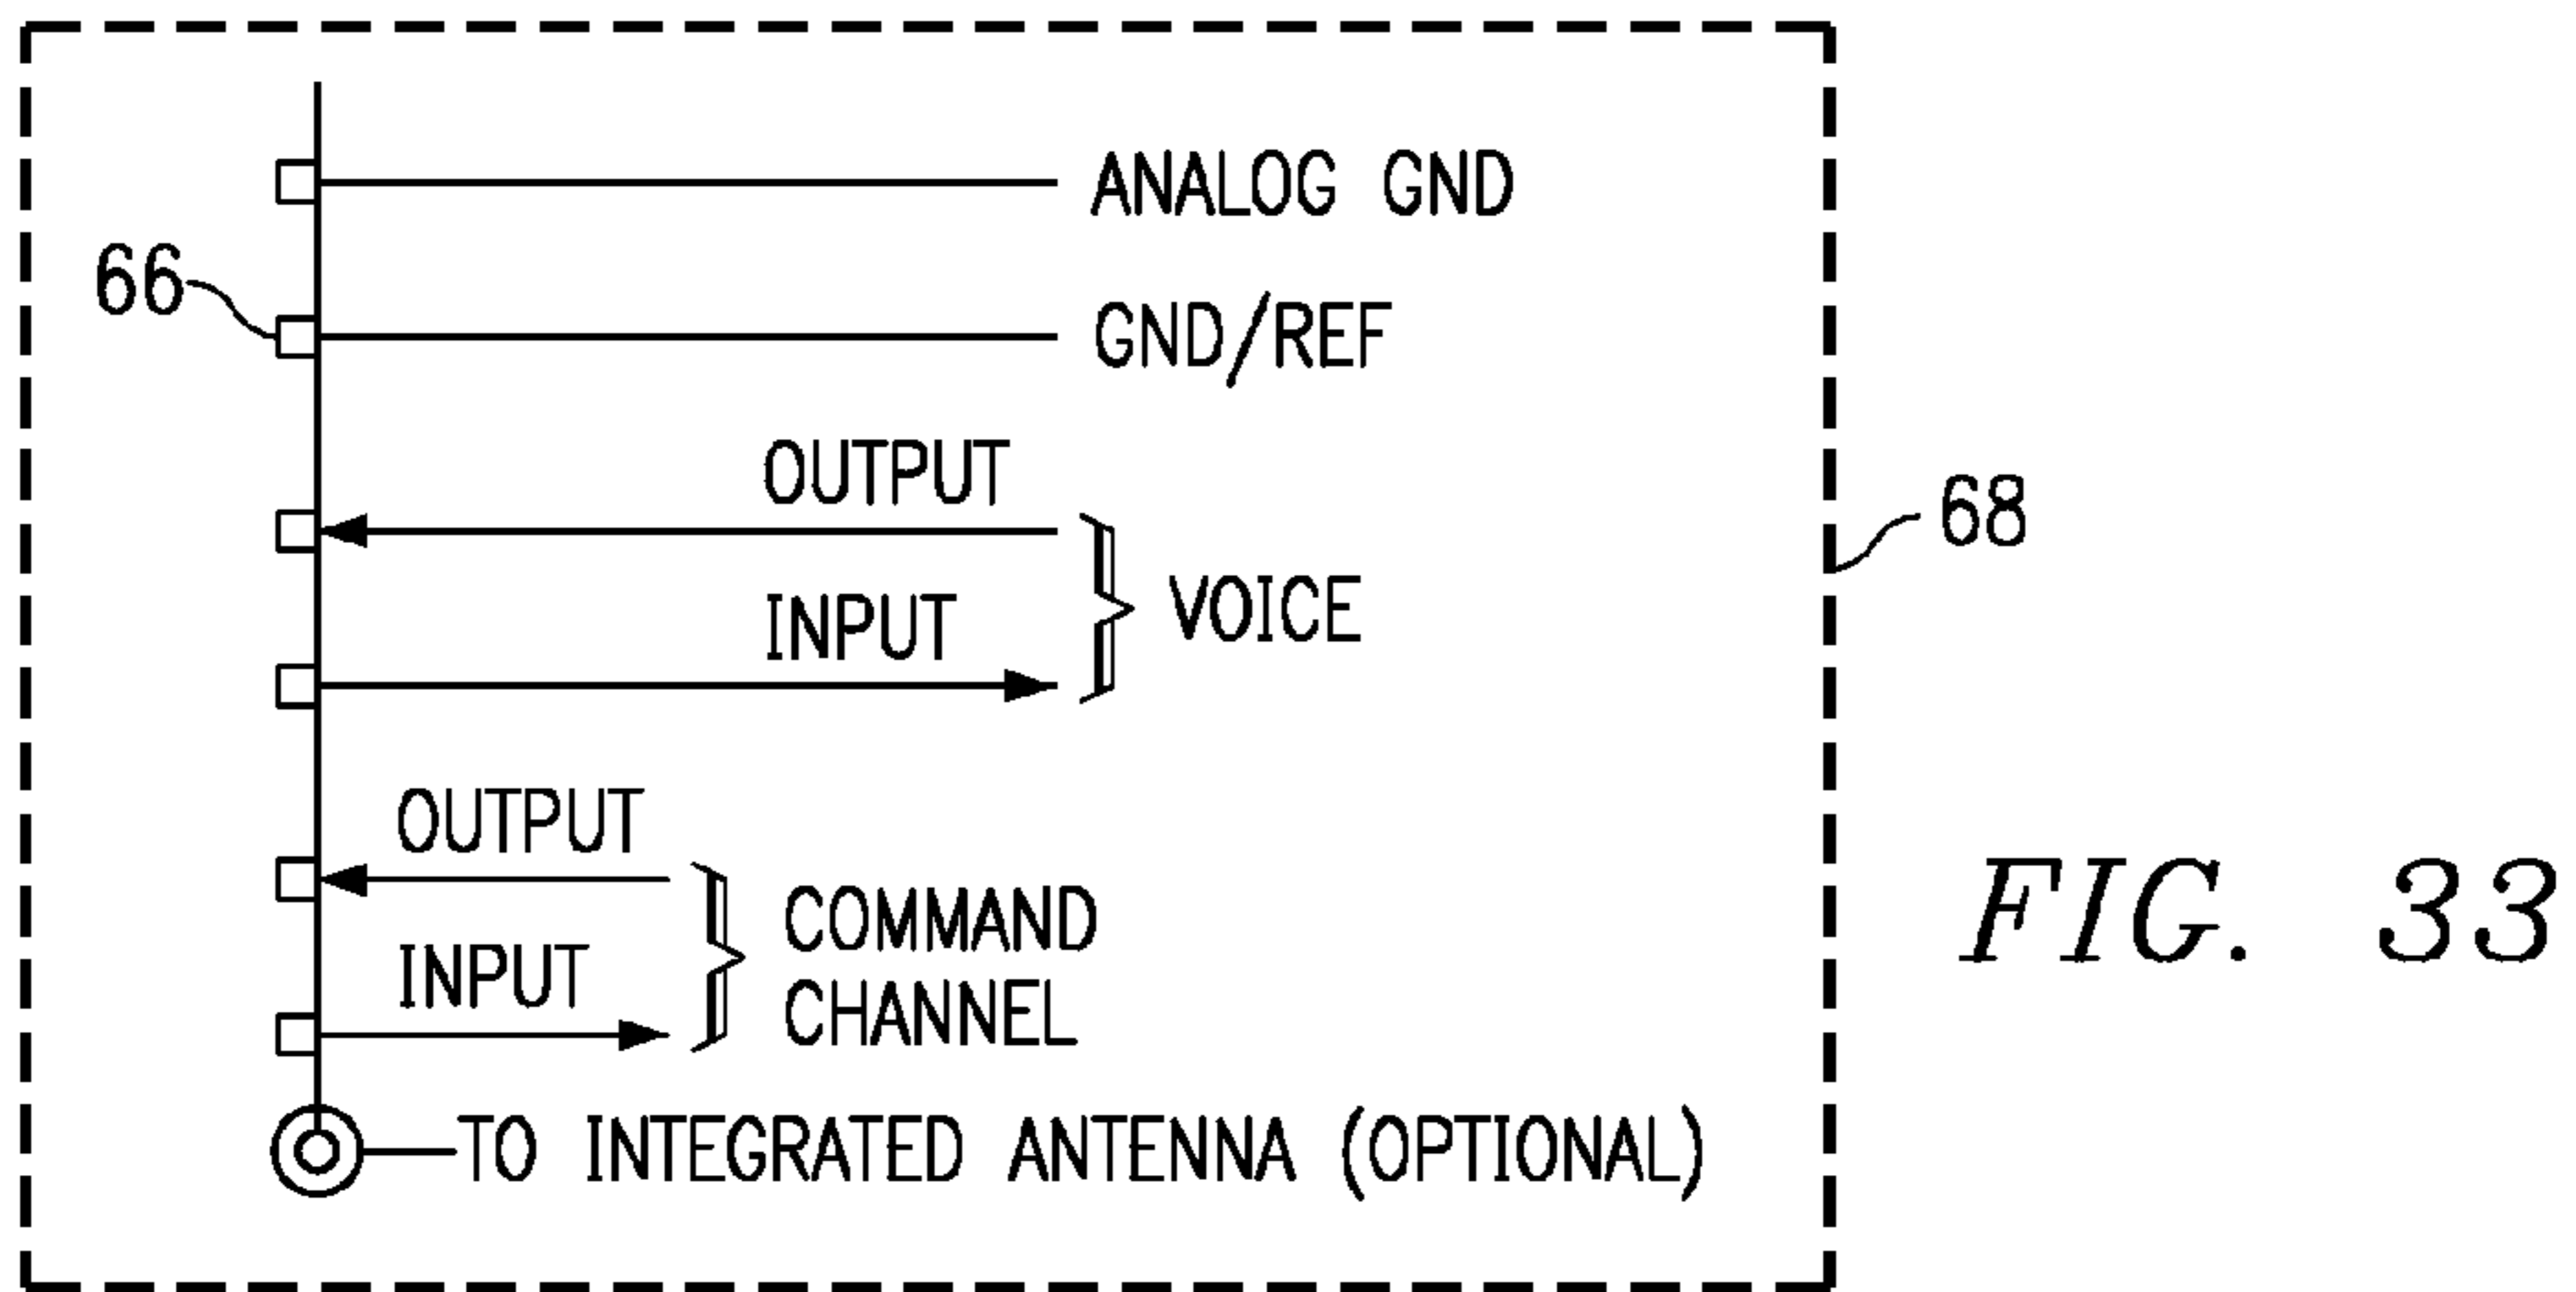 ANALOG GND
66
GND/REF
OUTPUT
68
INPUT
VOICE
OUTPUT
COMMAND
CHANNEL
INPUT
TO INTEGRATED ANTENNA (OPTIONAL)
FIG. 33